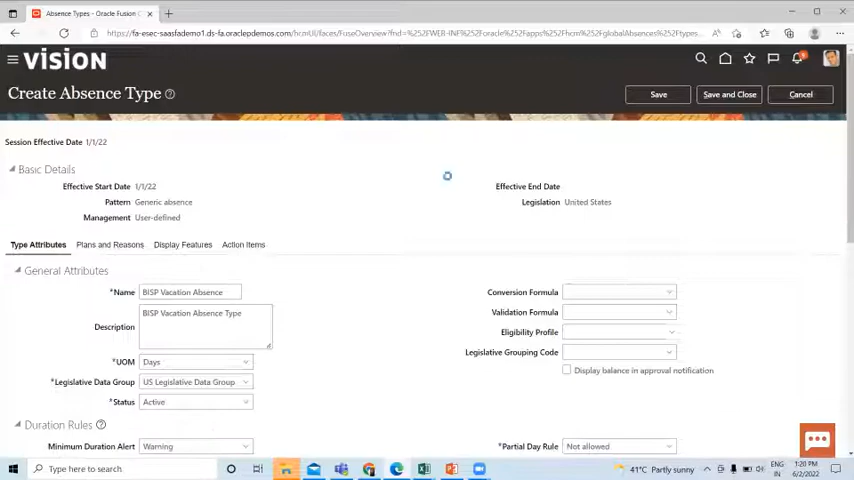 Absence Types - Oracle Fusion C
https://fa-esec-saasfademo1.ds-fa.oraclepdemos.com/hcmUI/faces/FuseOverview?fnd=%252FWEB-INF%252Foracle%252Fapps%252Fhcm%252FglobalAbsences%252Ftypes...
VISION
Create Absence Type
Save
Save and Close
Cancel
Session Effective Date 1/1/22
Basic Details
Effective Start Date 1/1/22
Effective End Date
Pattern Generic absence
Legislation United States
Management User-defined
Type Attributes Plans and Reasons Display Features Action Items
General Attributes
*Name BISP Vacation Absence
Conversion Formula
Description BISP Vacation Absence Type
Validation Formula
Eligibility Profile
Legislative Grouping Code
*UOM Days
Display balance in approval notification
*Legislative Data Group US Legislative Data Group
*Status Active
Duration Rules
Minimum Duration Alert Warning
*Partial Day Rule Not allowed
Type here to search
41°C Partly sunny
ENG
IN
1:20 PM
6/2/2022